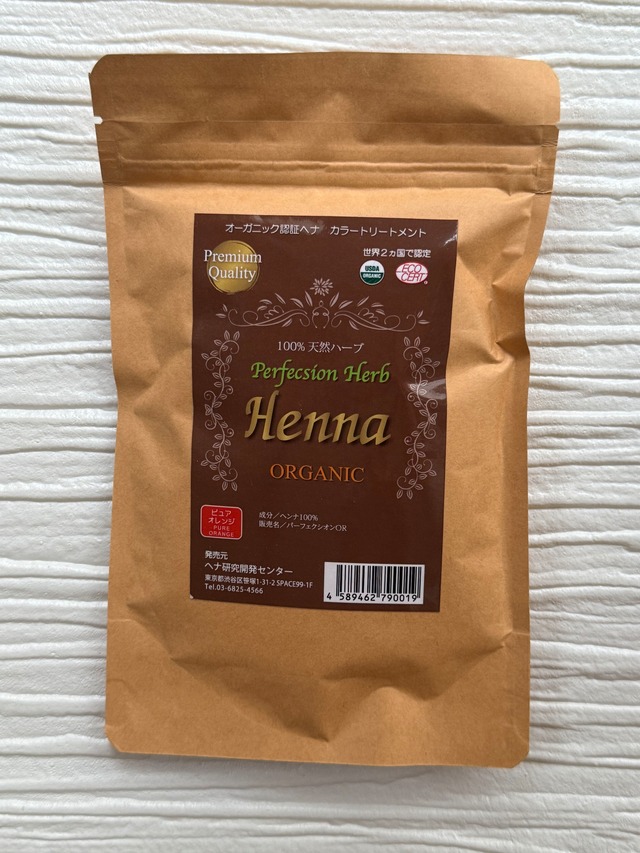 オーガニック認証ヘナ カラートリートメント
Premium
Quality
世界2ヵ国で認定
USDA
ORGANIC
ECO
CERT
100% 天然ハーブ
Perfecsion Herb
Henna
ORGANIC
ピュア
オレンジ
PURE
ORANGE
成分／ヘンナ100%
販売名／パーフェクシオンOR
発売元
ヘナ研究開発センター
東京都渋谷区笹塚1-31-2 SPACE99-1F
Tel.03-6825-4566
4 589462 790019